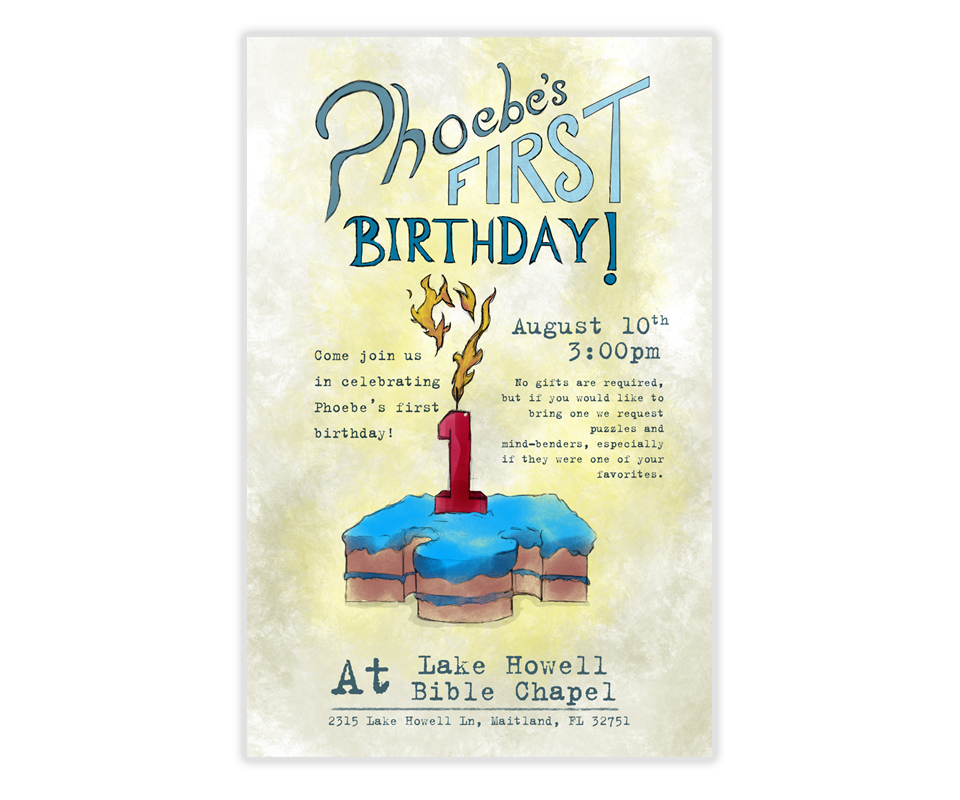 Phoebe's
FIRST
BIRTHDAY!
August 10th
3:00pm
Come join us
in celebrating
Phoebe's first
birthday!
No gifts are required,
but if you would like to
bring one we request
puzzles and
mind-benders, especially
if they were one of your
favorites.
1
At
Lake Howell
Bible Chapel
2315 Lake Howell Ln, Maitland, FL 32751